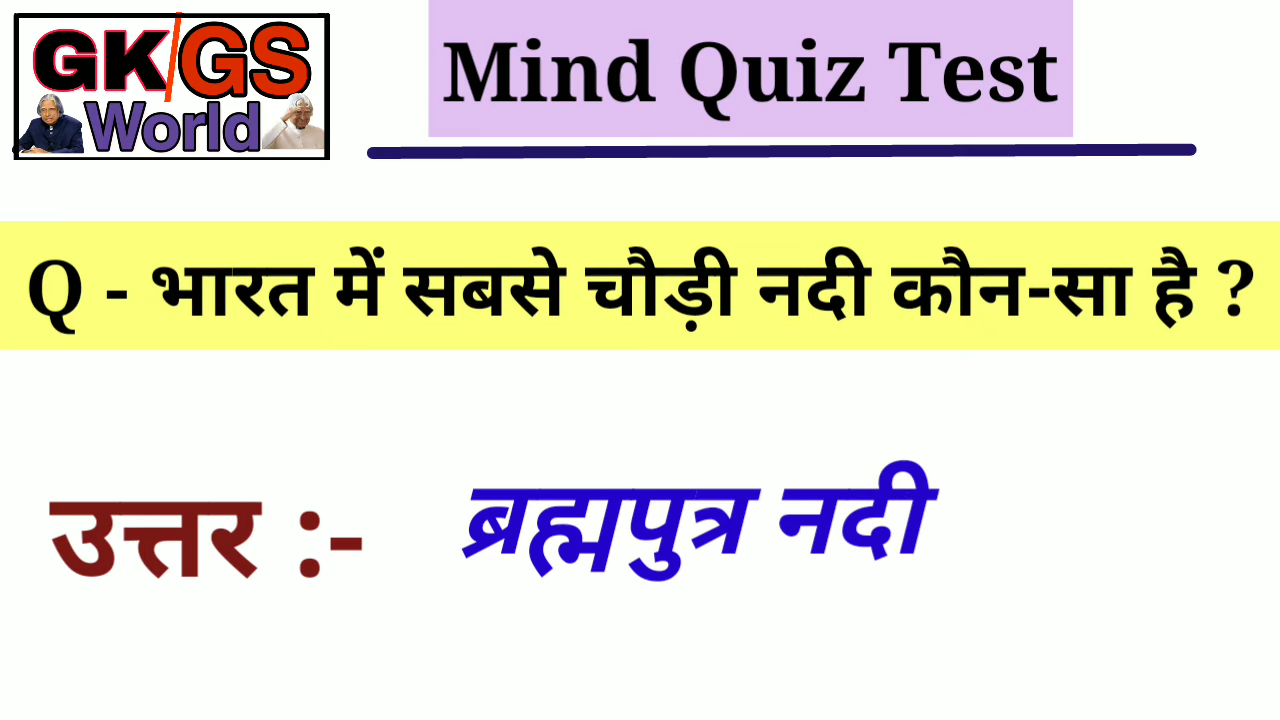 GK/GS
World
Mind Quiz Test
Q - भारत में सबसे चौड़ी नदी कौन-सा है ?
उत्तर :- ब्रह्मपुत्र नदी